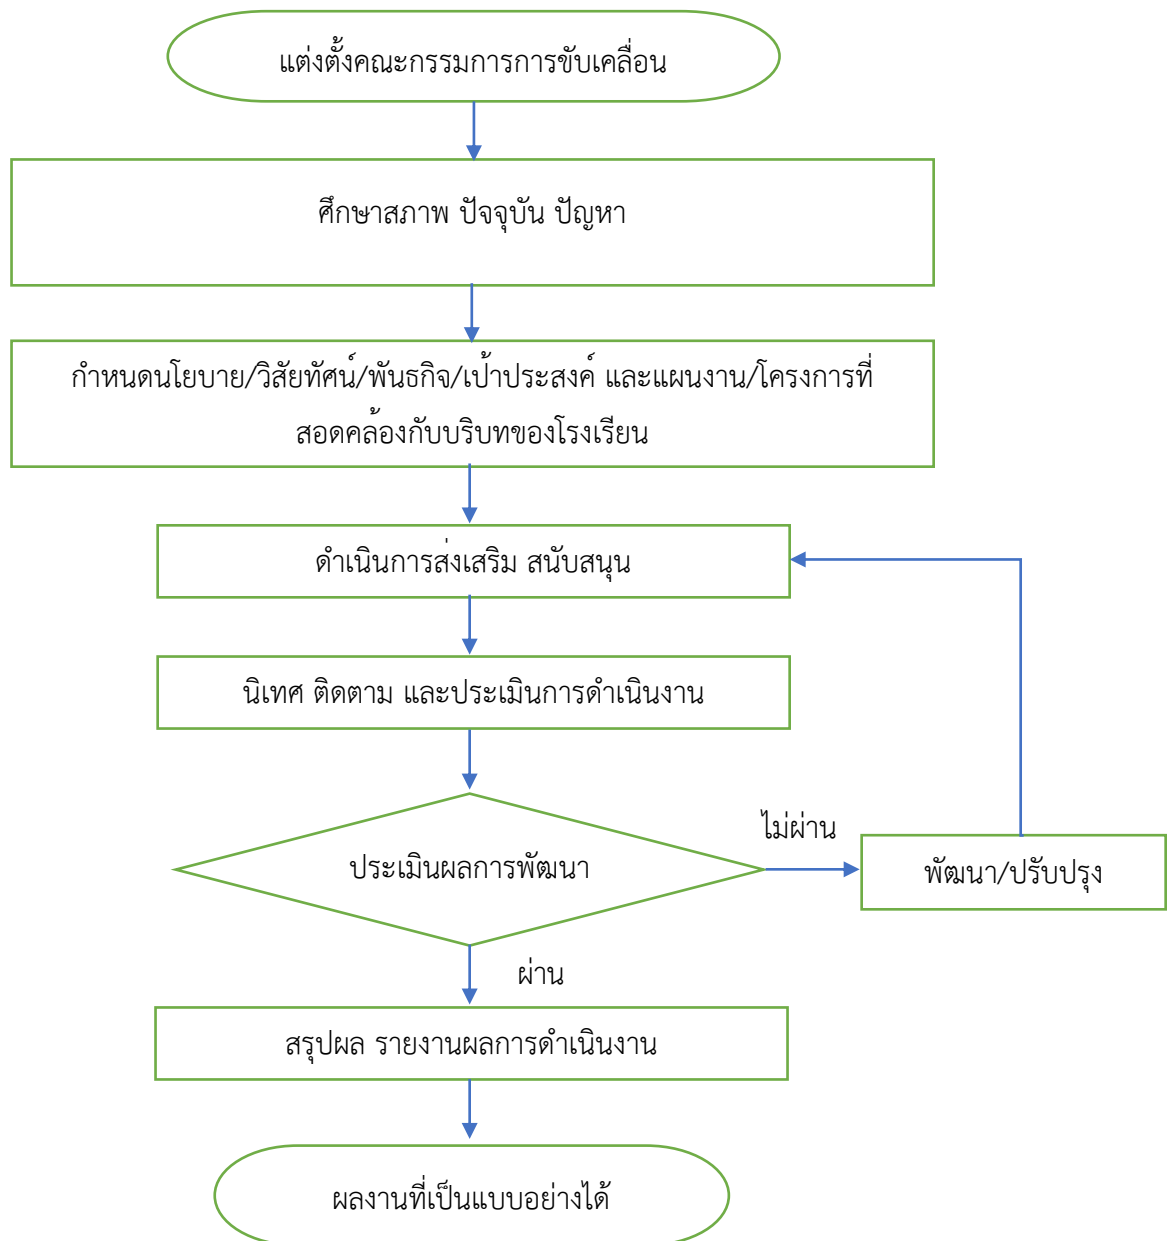 แต่งตั้งคณะกรรมการการขับเคลื่อน
ศึกษาสภาพ ปัจจุบัน ปัญหา
กำหนดนโยบาย/วิสัยทัศน์/พันธกิจ/เป้าประสงค์ และแผนงาน/โครงการที่
สอดคล้องกับบริบทของโรงเรียน
ดำเนินการส่งเสริม สนับสนุน
นิเทศ ติดตาม และประเมินการดำเนินงาน
ประเมินผลการพัฒนา
ไม่ผ่าน
พัฒนา/ปรับปรุง
ผ่าน
สรุปผล รายงานผลการดำเนินงาน
ผลงานที่เป็นแบบอย่างได้